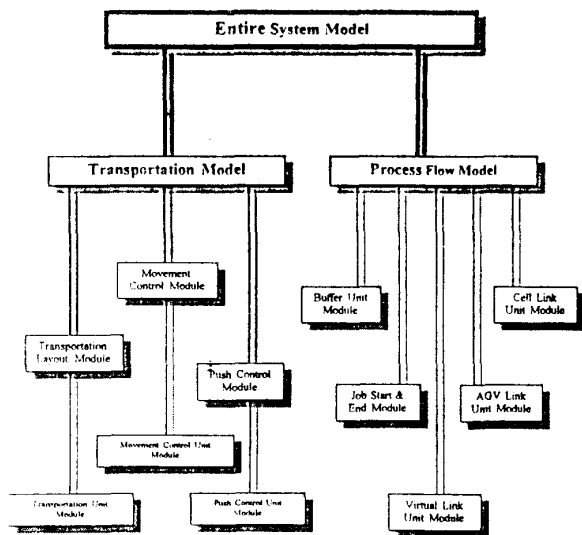 Entire System Model
Transportation Model
Process Flow Model
Movement
Control Module
Buffer Unit
Module
Cell Link
Unit Module
Transportation
Layout Module
Push Control
Module
Job Start &
End Module
AGV Link
Unit Module
Movement Control Unit
Module
Transportation Unit
Module
Push Control Unit
Module
Virtual Link
Unit Module